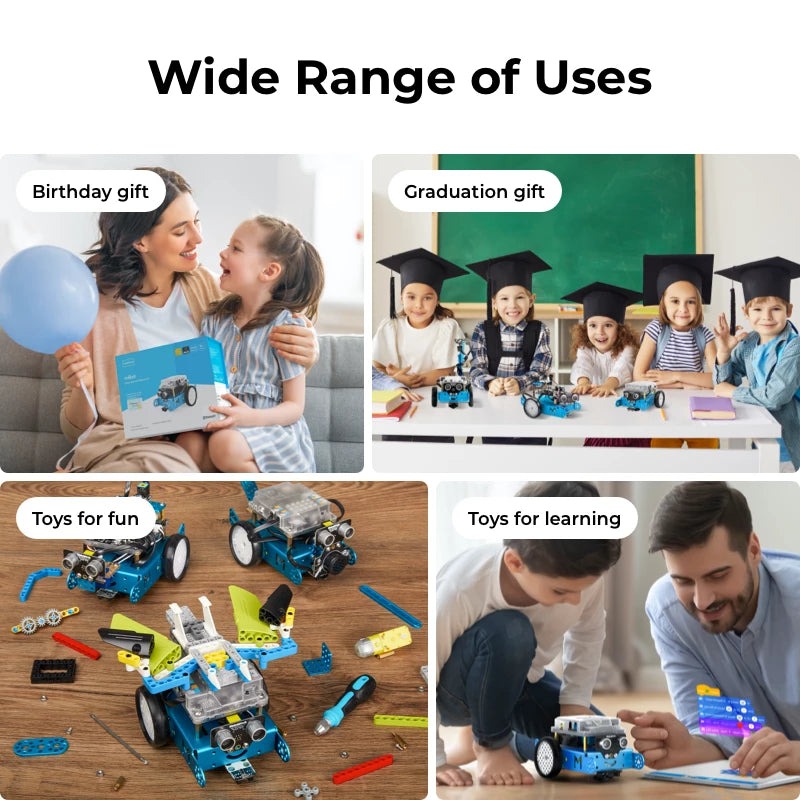 Wide Range of Uses
Birthday gift
Graduation gift
Toys for fun
Toys for learning